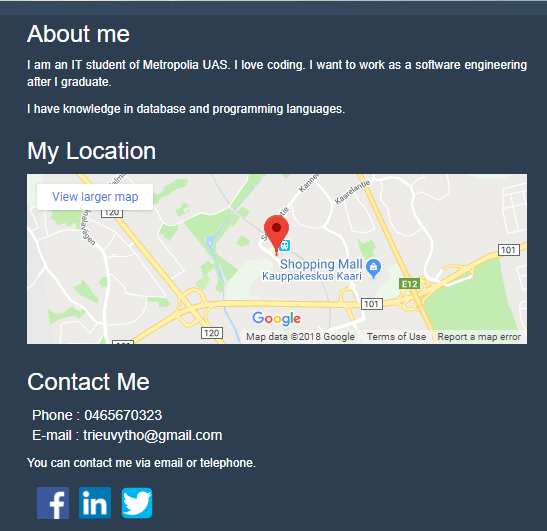 About me
I am an IT student of Metropolia UAS. I love coding. I want to work as a software engineering
after I graduate.
I have knowledge in database and programming languages.
My Location
View larger map
120
Kaarelantie
101
Shopping Mall
Kauppakeskus Kaari
E12
101
Google
120
Map data ©2018 Google Terms of Use Report a map error
Contact Me
Phone : 0465670323
E-mail : trieuvytho@gmail.com
You can contact me via email or telephone.
f in